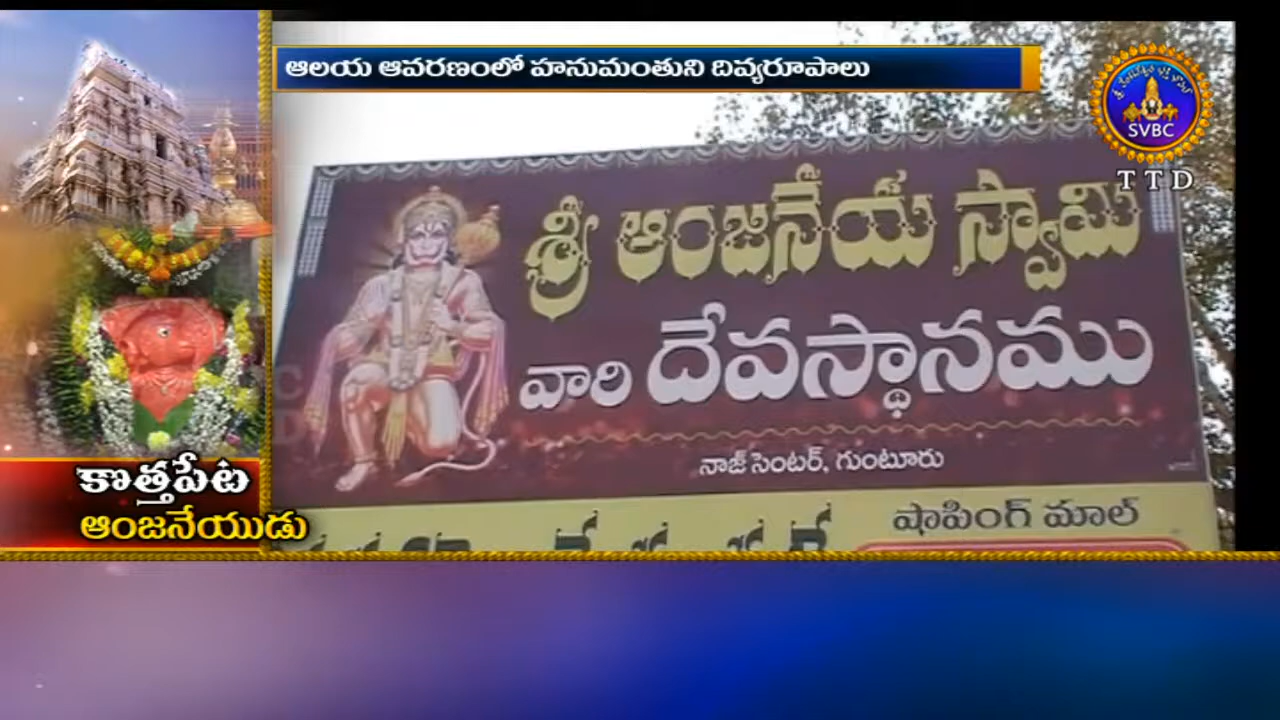 ఆలయ ఆవరణంలో హనుమంతుని దివ్యరూపాలు
SVBC
TTD
శ్రీ ఆంజనేయ స్వామి
వారి దేవస్థానము
నాజ్ సెంటర్, గుంటూరు
షాపింగ్ మాల్
కొత్తపేట
ఆంజనేయుడు